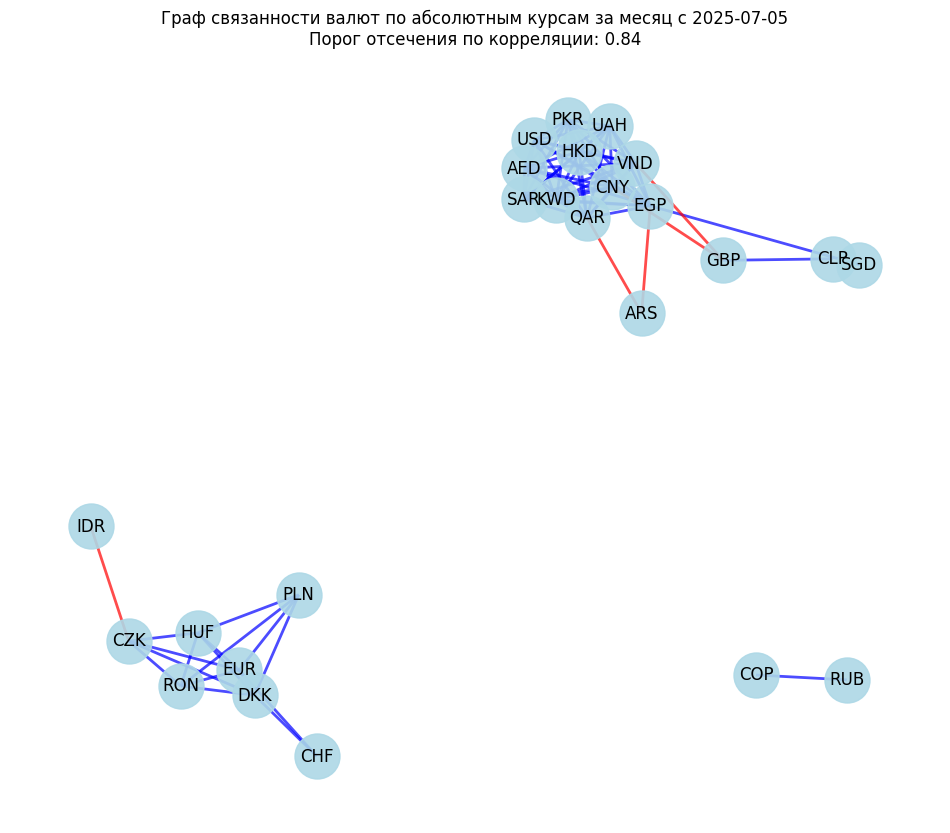 Граф связанности валют по абсолютным курсам за месяц с 2025-07-05
Порог отсечения по корреляции: 0.84
PKR
UAH
USD
HKD
VND
AED
CNY
SAR
KWD
EGP
QAR
GBP
CLP
SGD
ARS
IDR
PLN
HUF
CZK
EUR
RON
DKK
COP
RUB
CHF